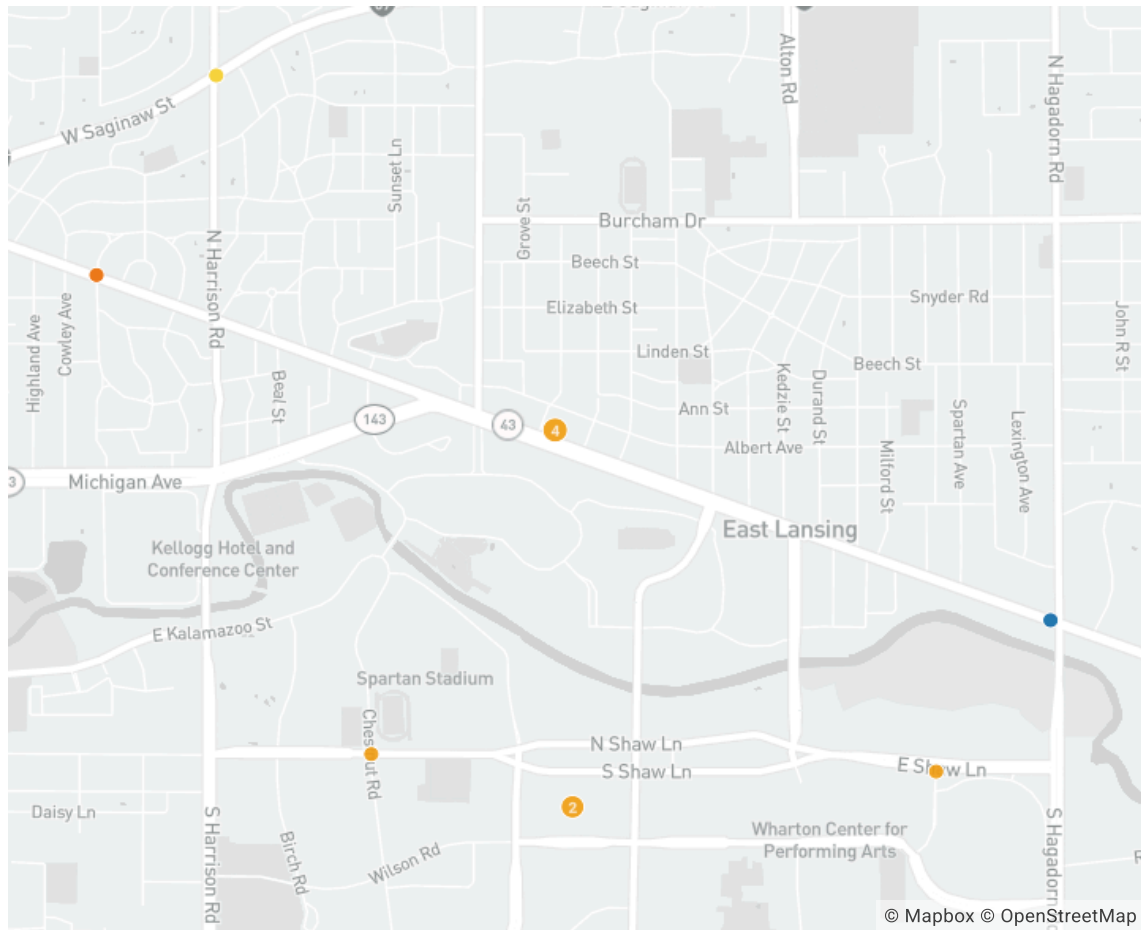 Alton Rd
N Hagadorn Rd
W Saginaw St
Sunset Ln
Grove St
Burcham Dr
N Harrison Rd
Beech St
Snyder Rd
Highland Ave
Cowley Ave
Elizabeth St
John R St
Linden St
Beech St
Kedzie St
Durand St
Beal St
143
43
4
Ann St
Spartan Ave
Lexington Ave
Albert Ave
Milford St
3
Michigan Ave
East Lansing
Kellogg Hotel and
Conference Center
E Kalamazoo St
Spartan Stadium
Chestnut Rd
N Shaw Ln
S Shaw Ln
E Shaw Ln
2
Daisy Ln
S Harrison Rd
Birch Rd
Wilson Rd
Wharton Center for
Performing Arts
S Hagadorn
© Mapbox © OpenStreetMap